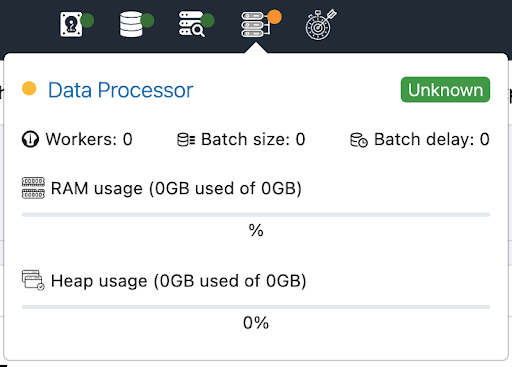 Data Processor
Unknown
Workers: 0
Batch size: 0
Batch delay: 0
RAM usage (0GB used of 0GB)
%
Heap usage (0GB used of 0GB)
0%